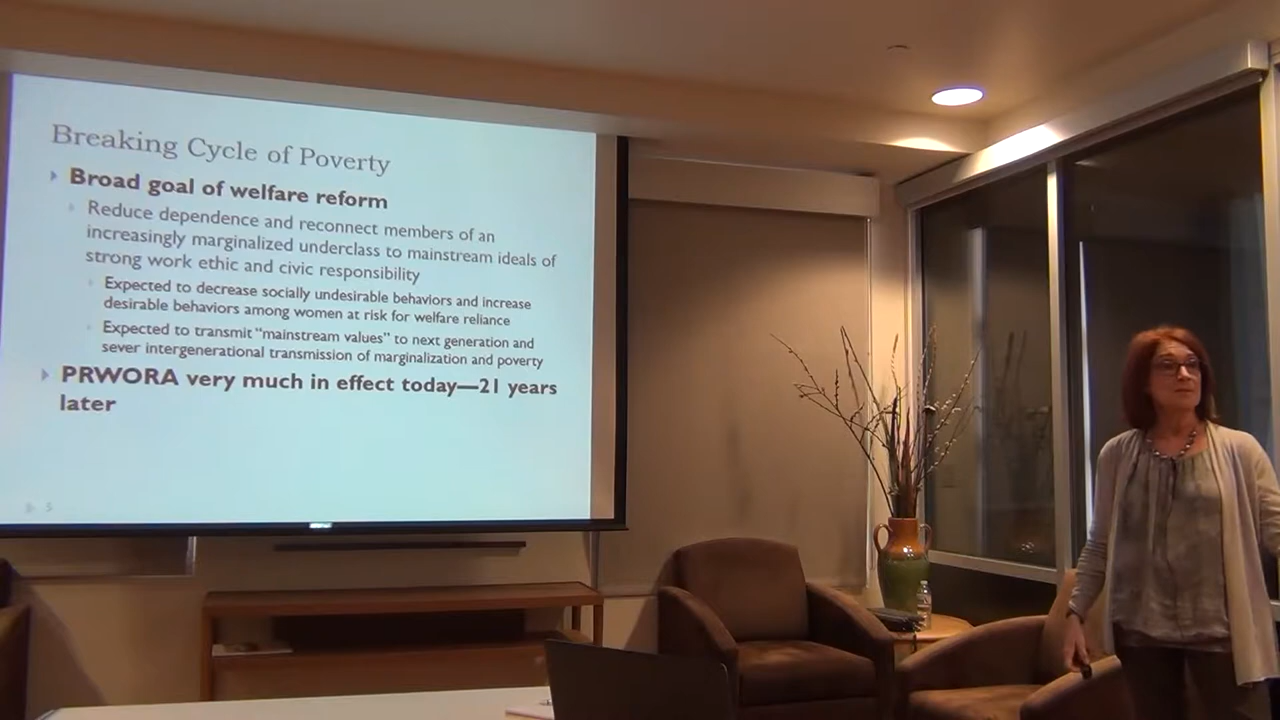 Breaking Cycle of Poverty
Broad goal of welfare reform
Reduce dependence and reconnect members of an
increasingly marginalized underclass to mainstream ideals of
strong work ethic and civic responsibility
Expected to decrease socially undesirable behaviors and increase
desirable behaviors among women at risk for welfare reliance
Expected to transmit “mainstream values” to next generation and
sever intergenerational transmission of marginalization and poverty
PRWORA very much in effect today—21 years
later
5